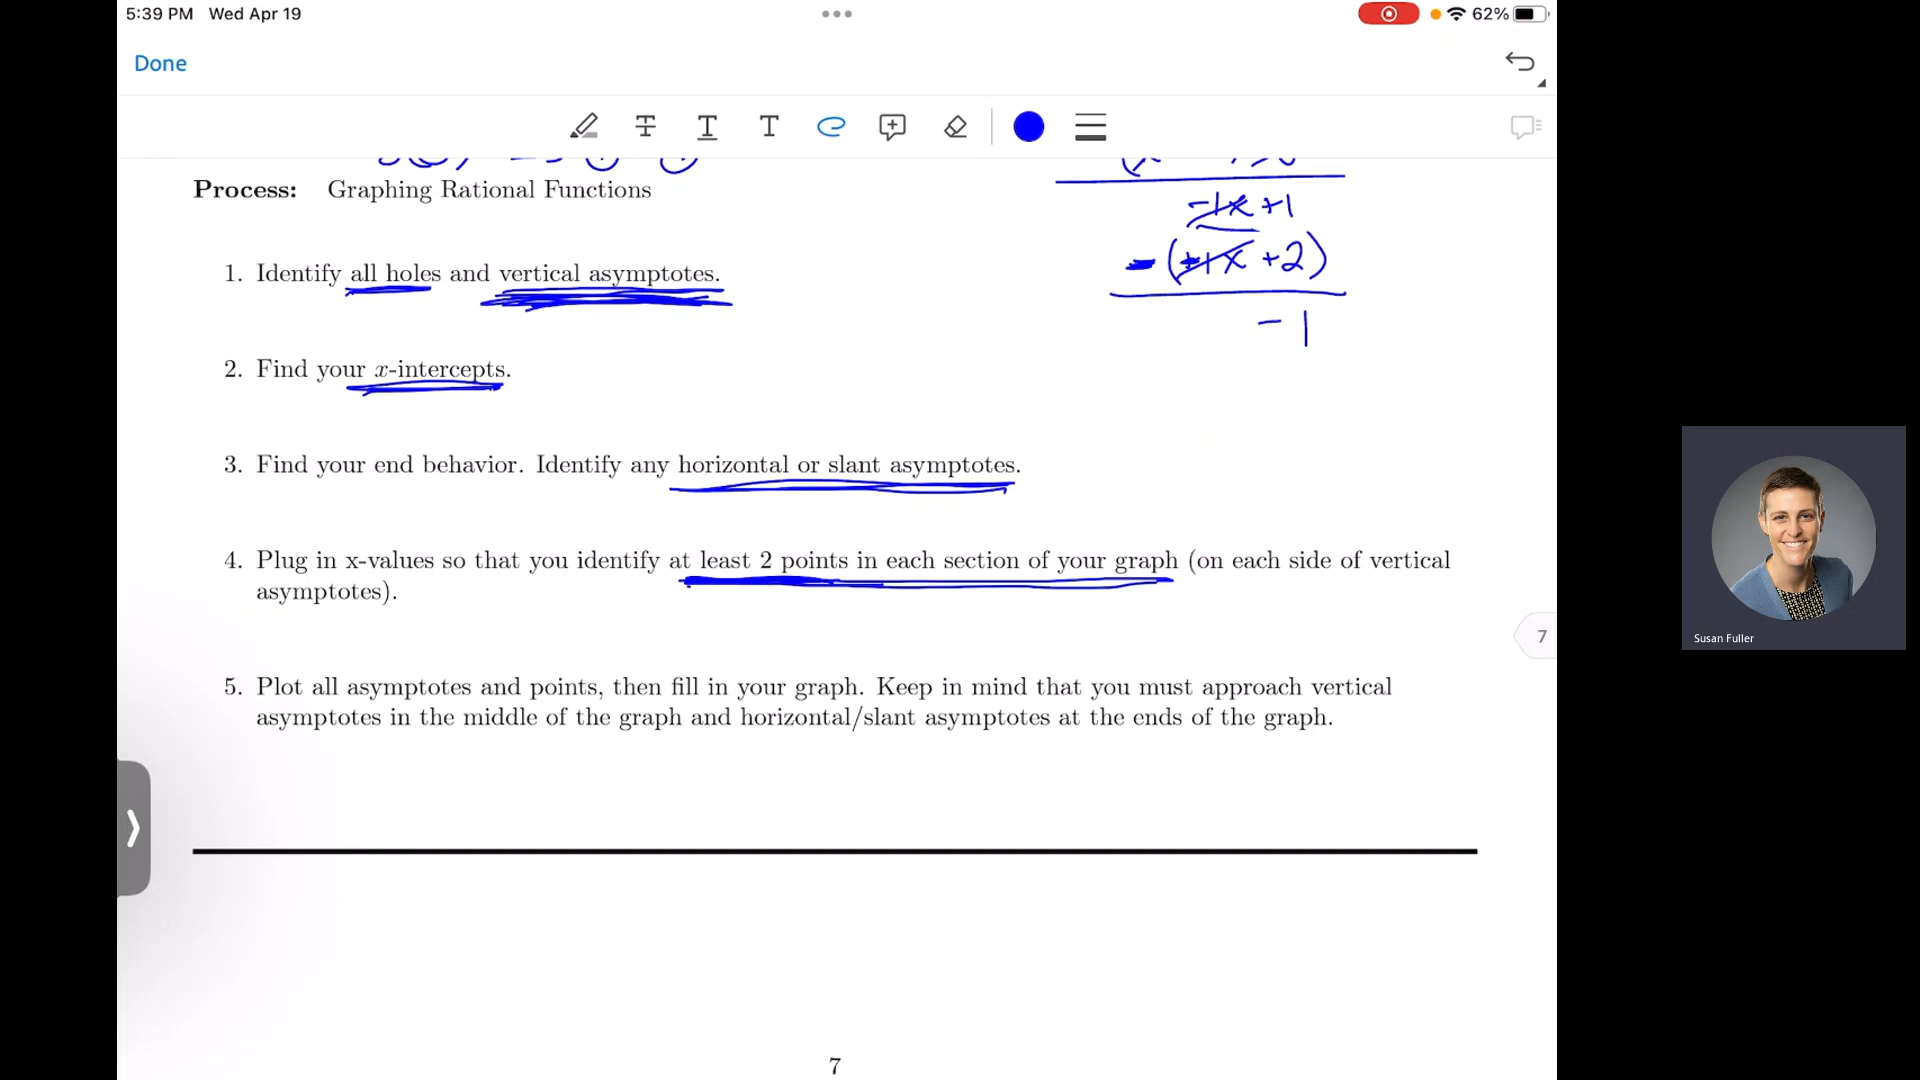 5:39 PM Wed Apr 19
62%
Done
Process: Graphing Rational Functions
-1x +1
1. Identify all holes and vertical asymptotes.
-(-1x +2)
-1
2. Find your x-intercepts.
3. Find your end behavior. Identify any horizontal or slant asymptotes.
4. Plug in x-values so that you identify at least 2 points in each section of your graph (on each side of vertical
asymptotes).
7
Susan Fuller
5. Plot all asymptotes and points, then fill in your graph. Keep in mind that you must approach vertical
asymptotes in the middle of the graph and horizontal/slant asymptotes at the ends of the graph.
7